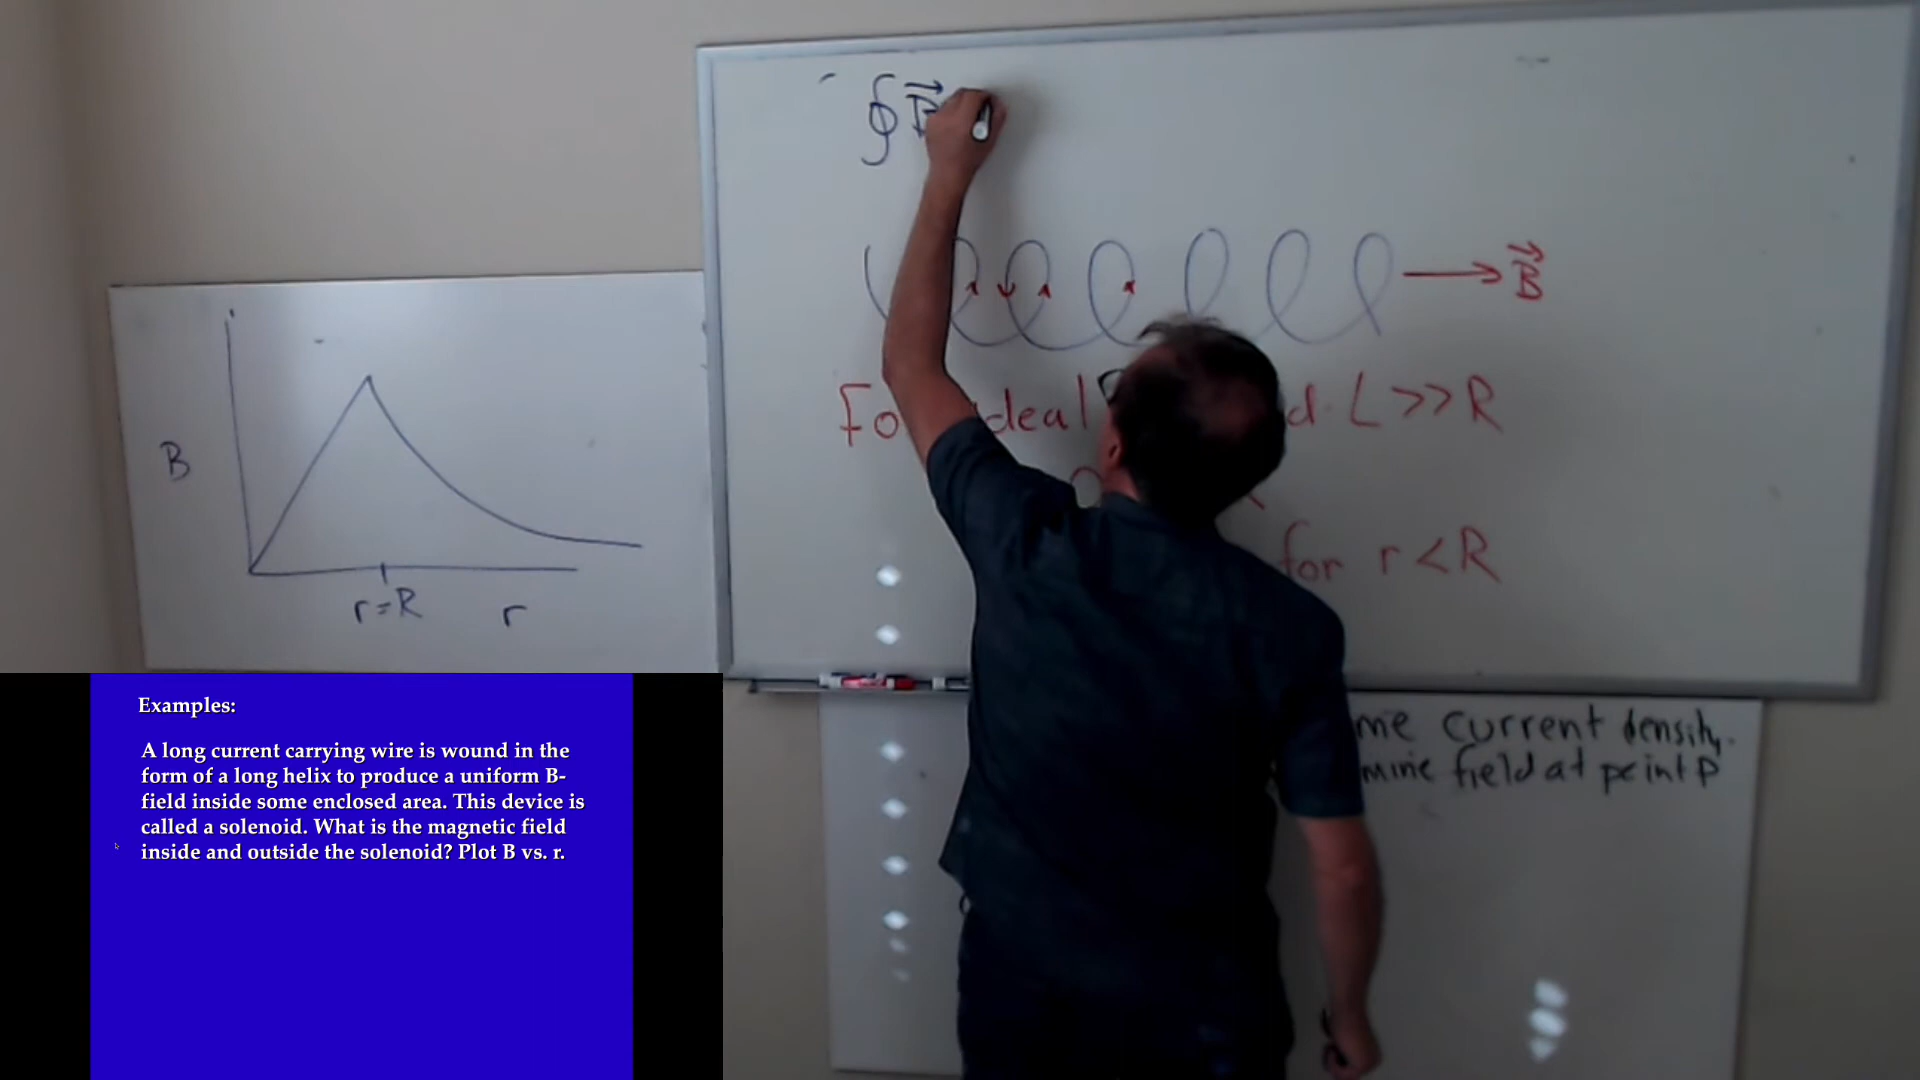 ∮ B⃗
B⃗
For ideal d. L>>R
for r<R
B
r=R r
me current density.
mine field at point P
Examples:
A long current carrying wire is wound in the
form of a long helix to produce a uniform B-
field inside some enclosed area. This device is
called a solenoid. What is the magnetic field
inside and outside the solenoid? Plot B vs. r.